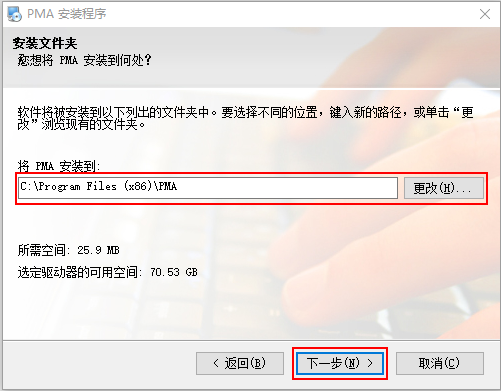 PMA 安装程序
安装文件夹
您想将 PMA 安装到何处？
软件将被安装到以下列出的文件夹中。要选择不同的位置，键入新的路径，或单击“更
改”浏览现有的文件夹。
将 PMA 安装到:
C:\Program Files (x86)\PMA
更改(H)...
所需空间: 25.9 MB
选定驱动器的可用空间: 70.53 GB
< 返回(B)
下一步(N) >
取消(C)